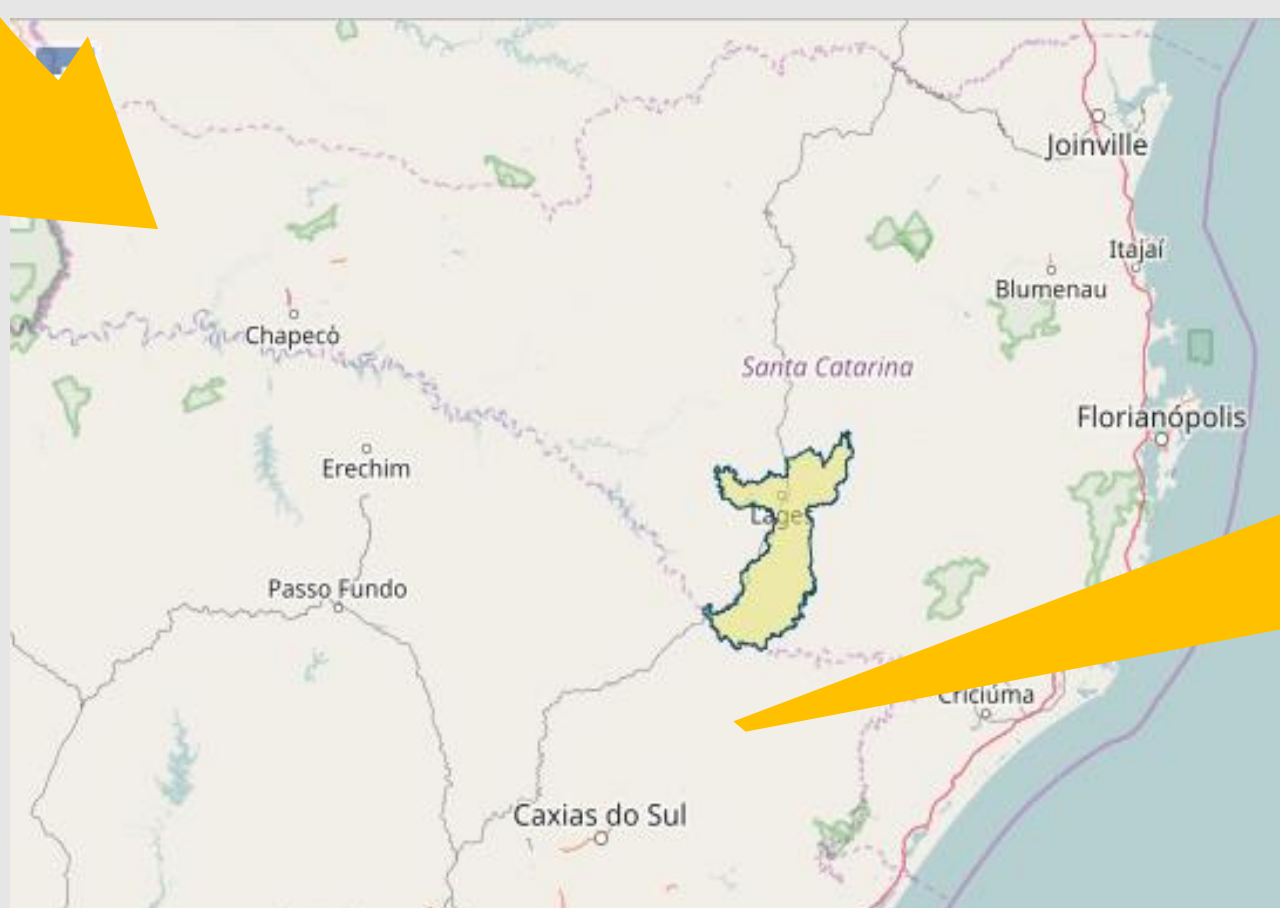 Joinville
Itajaí
Blumenau
Chapecó
Santa Catarina
Florianópolis
Erechim
Lages
Passo Fundo
Criciúma
Caxias do Sul